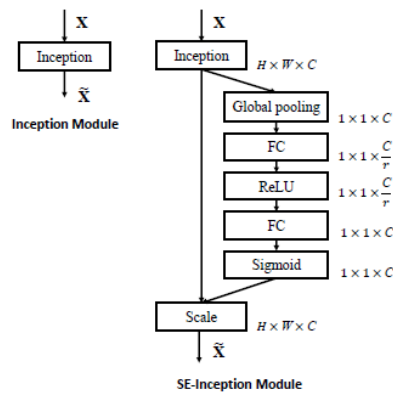 X
Inception
X̃
Inception Module
X
Inception
H × W × C
Global pooling
1 × 1 × C
FC
1 × 1 × C/r
ReLU
1 × 1 × C/r
FC
1 × 1 × C
Sigmoid
1 × 1 × C
Scale
H × W × C
X̃
SE-Inception Module